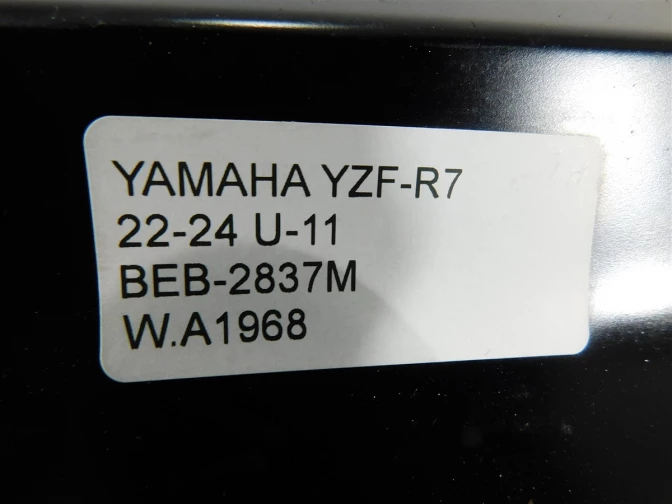 YAMAHA YZF-R7
22-24 U-11
BEB-2837M
W.A1968